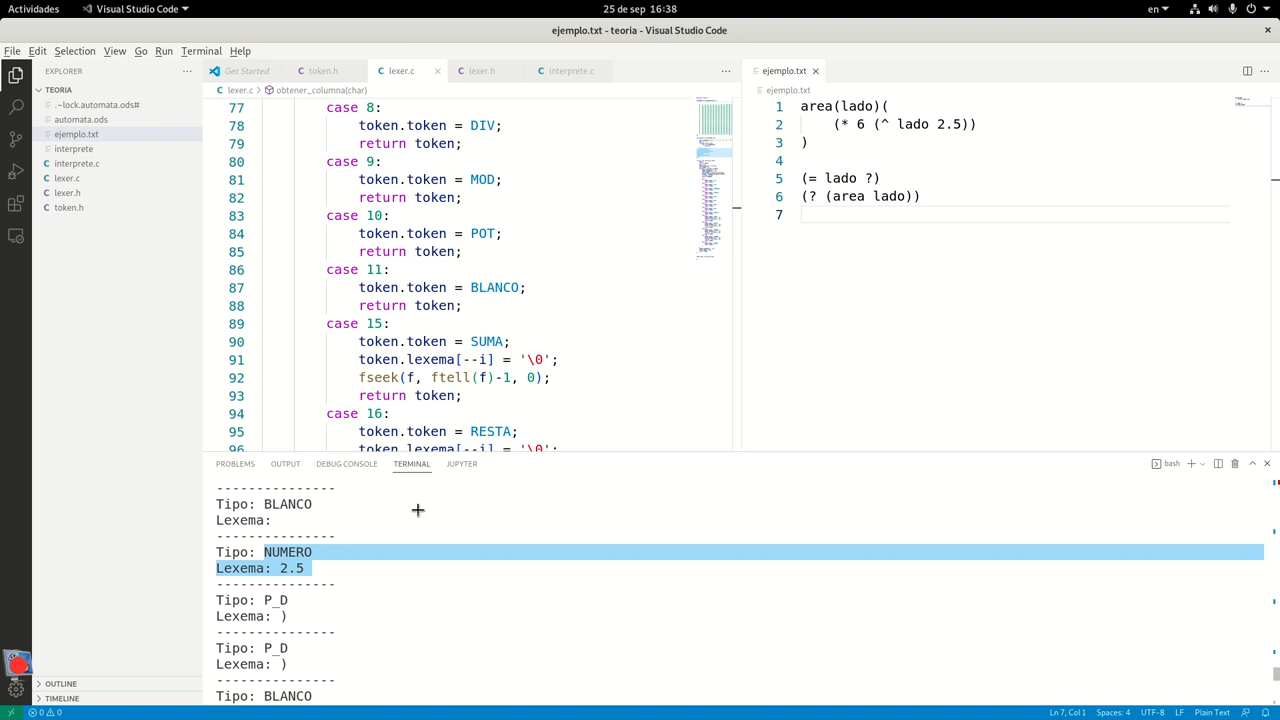 Actividades
Visual Studio Code
25 de sep 16:38
en
ejemplo.txt - teoria - Visual Studio Code
File Edit Selection View Go Run Terminal Help
EXPLORER
TEORIA
.~lock.automata.ods#
automata.ods
ejemplo.txt
interprete
interprete.c
lexer.c
lexer.h
token.h
OUTLINE
TIMELINE
Get Started
token.h
lexer.c
lexer.h
interprete.c
lexer.c > obtener_columna(char)
77 case 8:
78 token.token = DIV;
79 return token;
80 case 9:
81 token.token = MOD;
82 return token;
83 case 10:
84 token.token = POT;
85 return token;
86 case 11:
87 token.token = BLANCO;
88 return token;
89 case 15:
90 token.token = SUMA;
91 token.lexema[--i] = '\0';
92 fseek(f, ftell(f)-1, 0);
93 return token;
94 case 16:
95 token.token = RESTA;
96 token.lexema[--i] = '\0';
ejemplo.txt
ejemplo.txt
1 area(lado)(
2 (* 6 (^ lado 2.5))
3 )
4
5 (= lado ?)
6 (? (area lado))
7
PROBLEMS OUTPUT DEBUG CONSOLE TERMINAL JUPYTER
bash
---------------
Tipo: BLANCO
Lexema:
---------------
Tipo: NUMERO
Lexema: 2.5
---------------
Tipo: P_D
Lexema: )
---------------
Tipo: P_D
Lexema: )
---------------
Tipo: BLANCO
0 0
Ln 7, Col 1 Spaces: 4 UTF-8 LF Plain Text